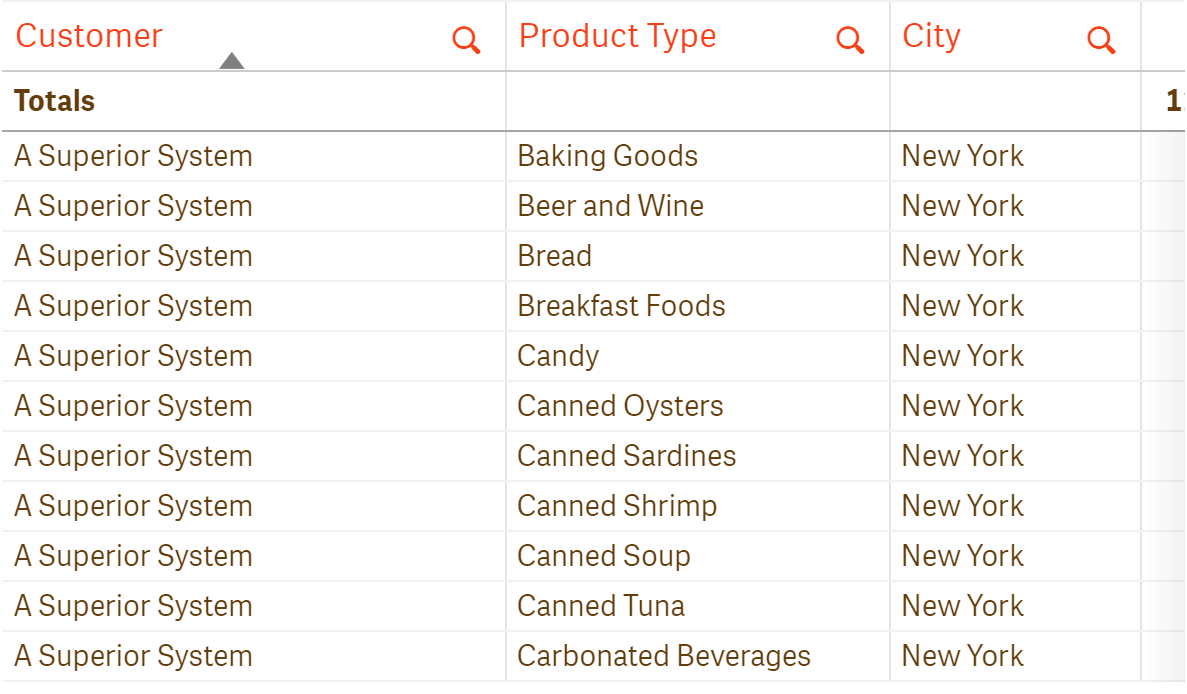 Customer Product Type City
Totals
A Superior System Baking Goods New York
A Superior System Beer and Wine New York
A Superior System Bread New York
A Superior System Breakfast Foods New York
A Superior System Candy New York
A Superior System Canned Oysters New York
A Superior System Canned Sardines New York
A Superior System Canned Shrimp New York
A Superior System Canned Soup New York
A Superior System Canned Tuna New York
A Superior System Carbonated Beverages New York